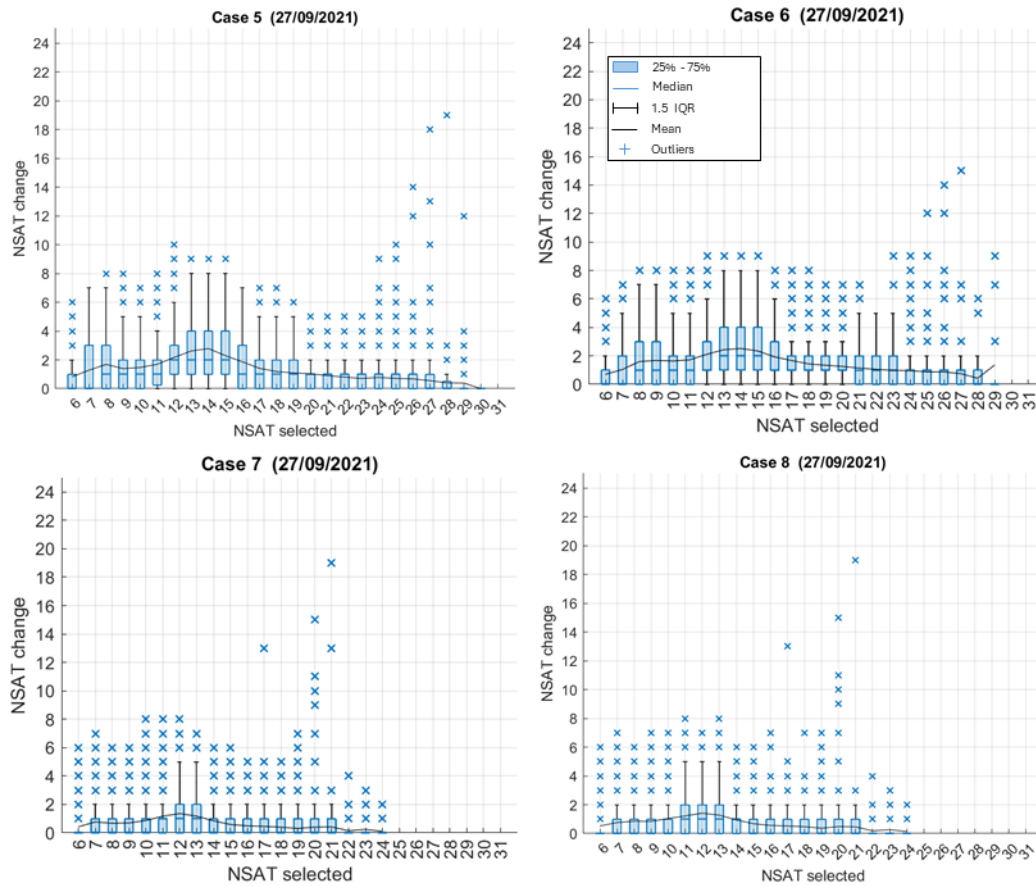 Case 5 (27/09/2021)
24
22
20
18
16
14
12
10
8
6
4
2
0
NSAT change
6 7 8 9 10 11 12 13 14 15 16 17 18 19 20 21 22 23 24 25 26 27 28 29 30 31
NSAT selected
Case 6 (27/09/2021)
24
22
20
18
16
14
12
10
8
6
4
2
0
NSAT change
25% - 75%
Median
1.5 IQR
Mean
Outliers
6 7 8 9 10 11 12 13 14 15 16 17 18 19 20 21 22 23 24 25 26 27 28 29 30 31
NSAT selected
Case 7 (27/09/2021)
24
22
20
18
16
14
12
10
8
6
4
2
0
NSAT change
6 7 8 9 10 11 12 13 14 15 16 17 18 19 20 21 22 23 24 25 26 27 28 29 30 31
NSAT selected
Case 8 (27/09/2021)
24
22
20
18
16
14
12
10
8
6
4
2
0
NSAT change
6 7 8 9 10 11 12 13 14 15 16 17 18 19 20 21 22 23 24 25 26 27 28 29 30 31
NSAT selected